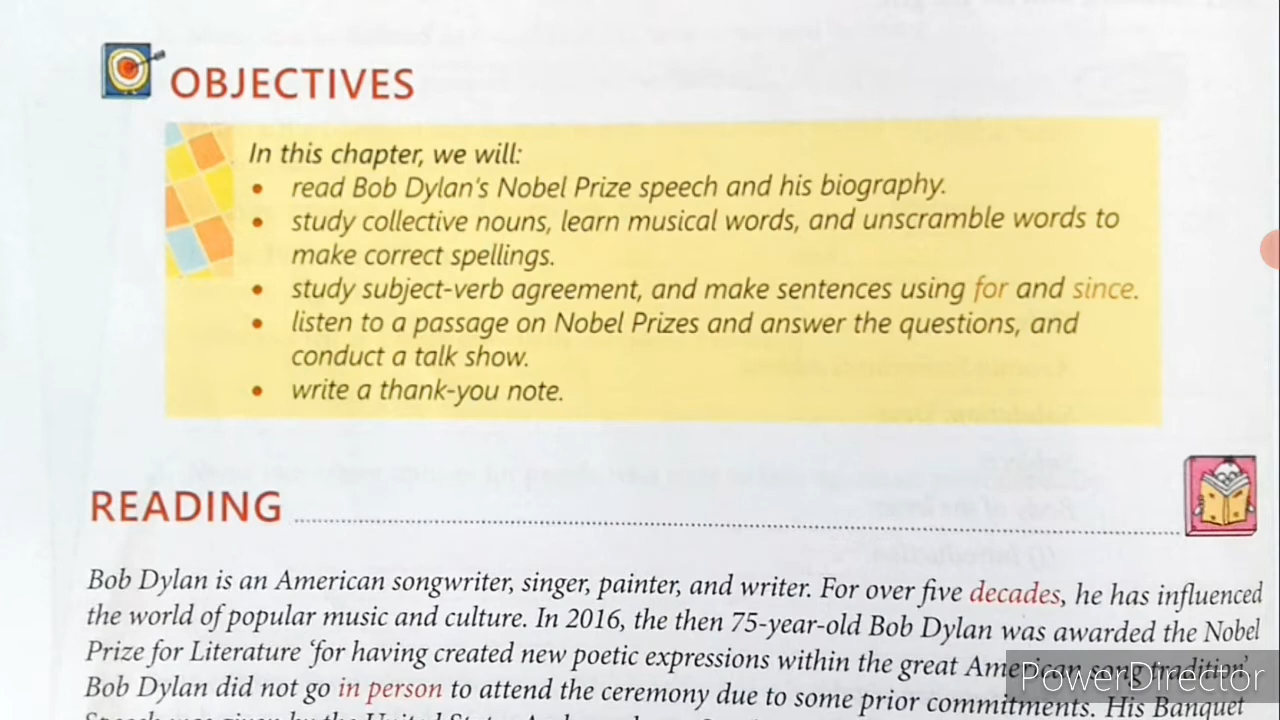 OBJECTIVES
In this chapter, we will:
• read Bob Dylan's Nobel Prize speech and his biography.
• study collective nouns, learn musical words, and unscramble words to
make correct spellings.
• study subject-verb agreement, and make sentences using for and since.
• listen to a passage on Nobel Prizes and answer the questions, and
conduct a talk show.
• write a thank-you note.
READING
Bob Dylan is an American songwriter, singer, painter, and writer. For over five decades, he has influenced
the world of popular music and culture. In 2016, the then 75-year-old Bob Dylan was awarded the Nobel
Prize for Literature 'for having created new poetic expressions within the great American song tradition'
Bob Dylan did not go in person to attend the ceremony due to some prior commitments. His Banquet
PowerDirector